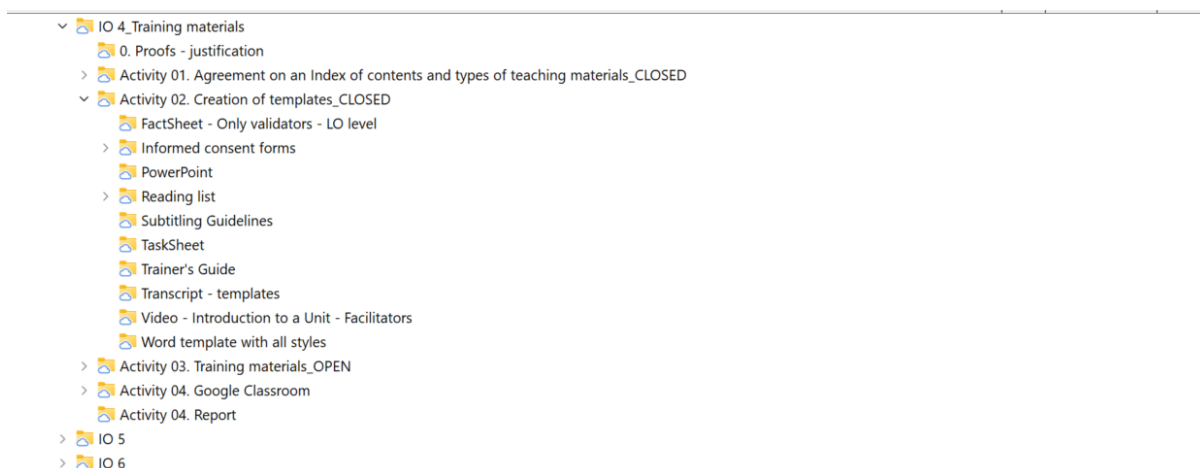 IO 4_Training materials
0. Proofs - justification
Activity 01. Agreement on an Index of contents and types of teaching materials_CLOSED
Activity 02. Creation of templates_CLOSED
FactSheet - Only validators - LO level
Informed consent forms
PowerPoint
Reading list
Subtitling Guidelines
TaskSheet
Trainer's Guide
Transcript - templates
Video - Introduction to a Unit - Facilitators
Word template with all styles
Activity 03. Training materials_OPEN
Activity 04. Google Classroom
Activity 04. Report
IO 5
IO 6